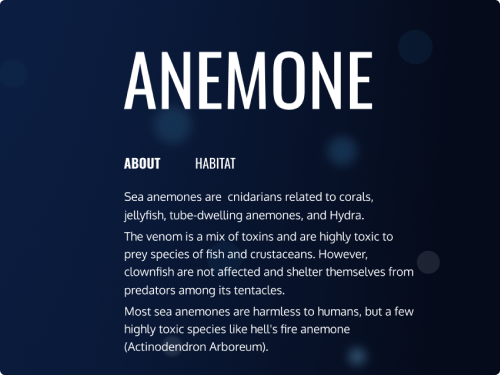 ANEMONE
ABOUT HABITAT
Sea anemones are cnidarians related to corals,
jellyfish, tube-dwelling anemones, and Hydra.
The venom is a mix of toxins and are highly toxic to
prey species of fish and crustaceans. However,
clownfish are not affected and shelter themselves from
predators among its tentacles.
Most sea anemones are harmless to humans, but a few
highly toxic species like hell's fire anemone
(Actinodendron Arboreum).